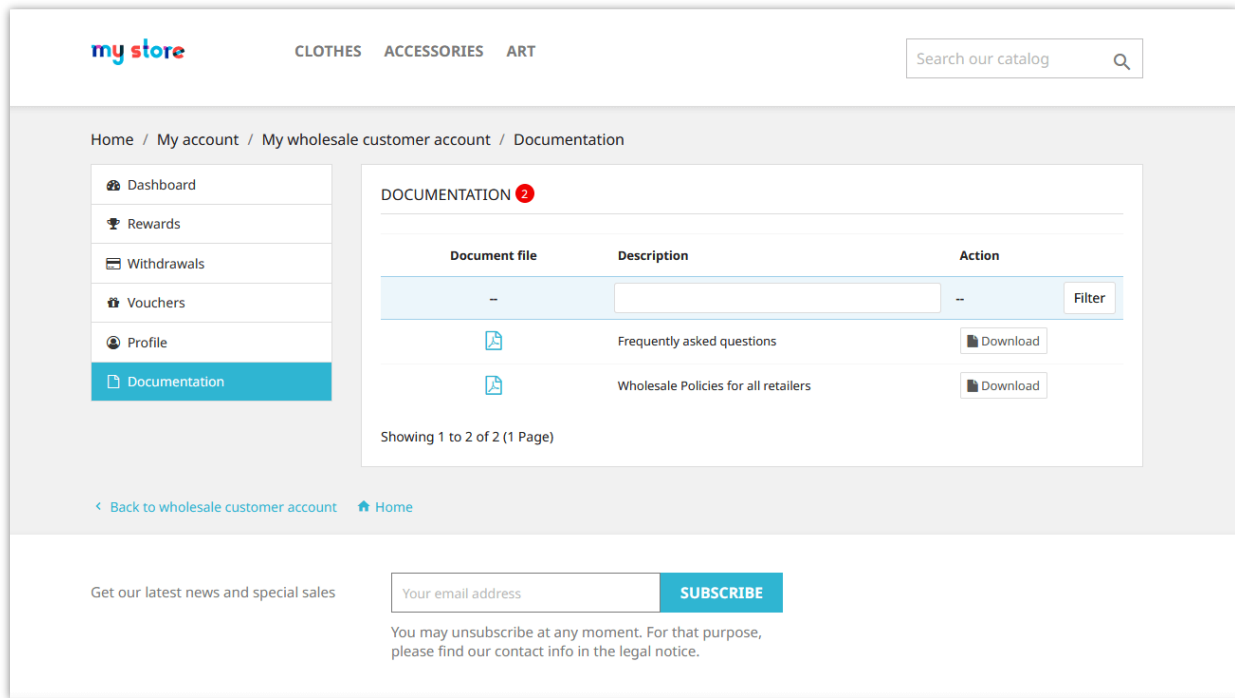 my store
CLOTHES ACCESSORIES ART
Search our catalog
Home / My account / My wholesale customer account / Documentation
Dashboard
Rewards
Withdrawals
Vouchers
Profile
Documentation
DOCUMENTATION 2
Document file Description Action
-- -- Filter
Frequently asked questions Download
Wholesale Policies for all retailers Download
Showing 1 to 2 of 2 (1 Page)
Back to wholesale customer account Home
Get our latest news and special sales
Your email address SUBSCRIBE
You may unsubscribe at any moment. For that purpose,
please find our contact info in the legal notice.